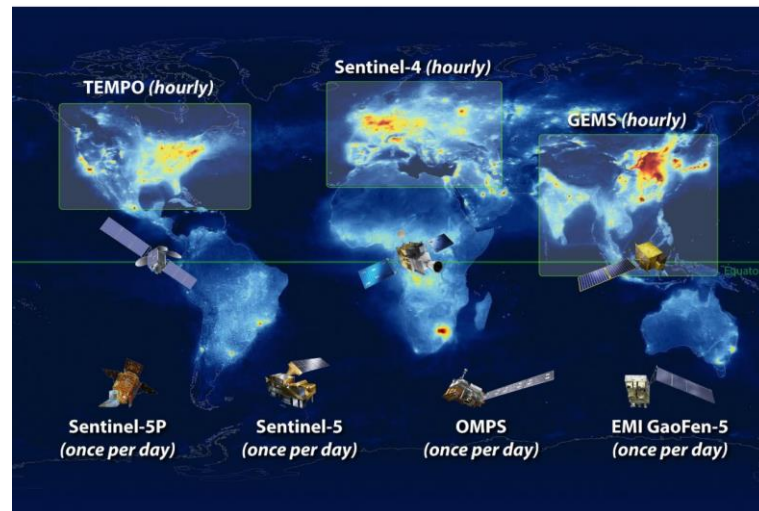 TEMPO (hourly)
Sentinel-4 (hourly)
GEMS (hourly)
Equato
Sentinel-5P
(once per day)
Sentinel-5
(once per day)
OMPS
(once per day)
EMI GaoFen-5
(once per day)